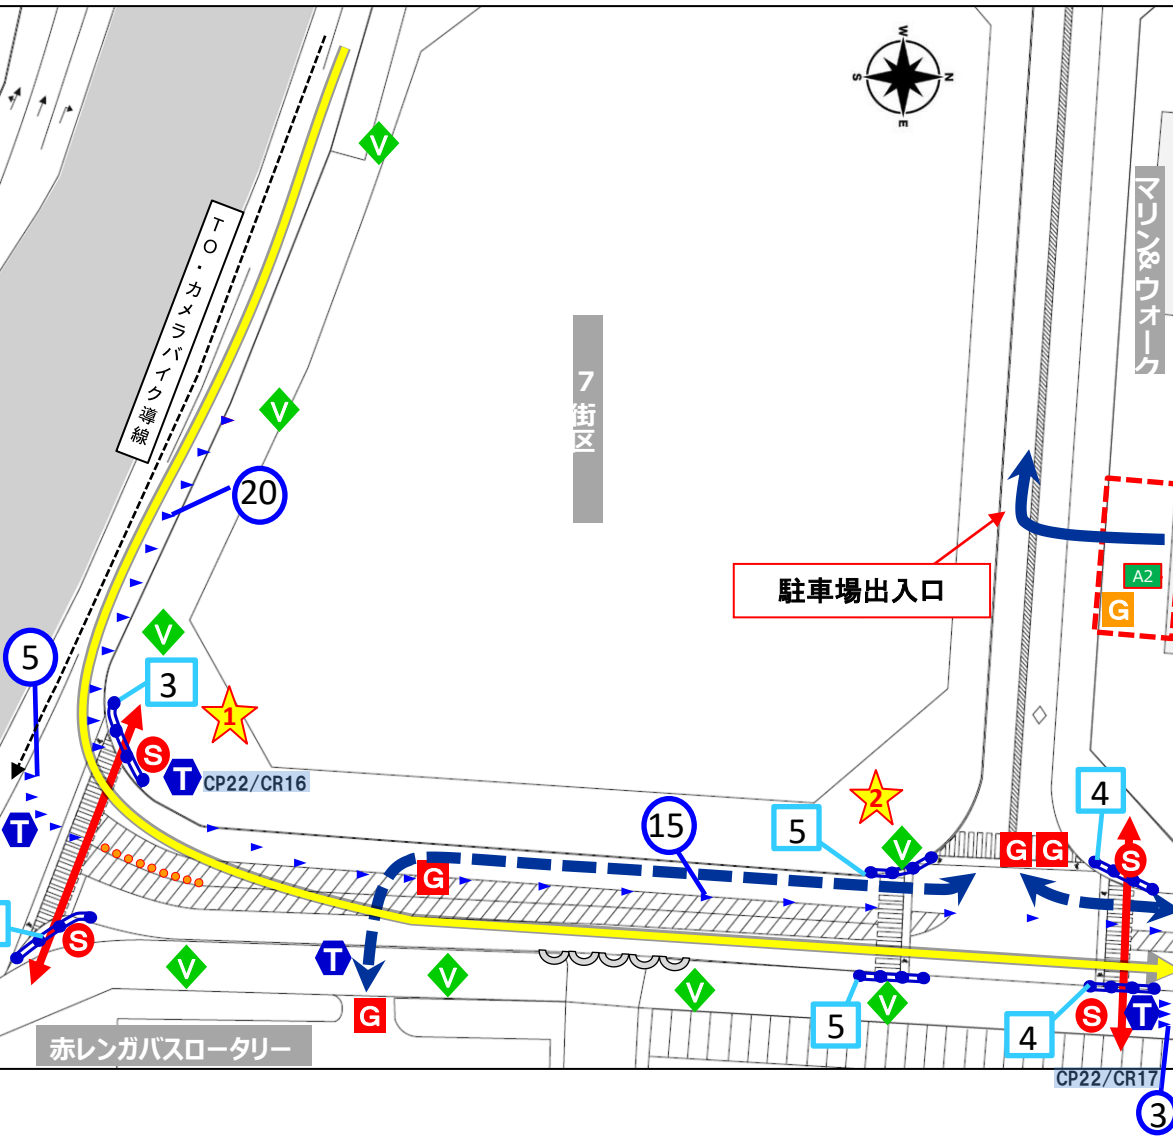 W
S
N
E
V
TO・カメラバイク導線
マリン&ウォーク
7街区
V
20
駐車場出入口
A2
G
V
5
3
1
S
T
CP22/CR16
T
2
4
5
15
V
G
G
S
G
S
V
T
V
V
V
G
5
4
S
T
赤レンガバスロータリー
CP22/CR17
3